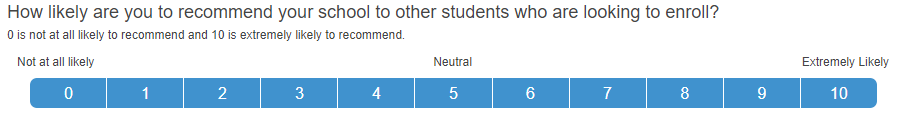 How likely are you to recommend your school to other students who are looking to enroll?
0 is not at all likely to recommend and 10 is extremely likely to recommend.
Not at all likely Neutral Extremely Likely
0 1 2 3 4 5 6 7 8 9 10